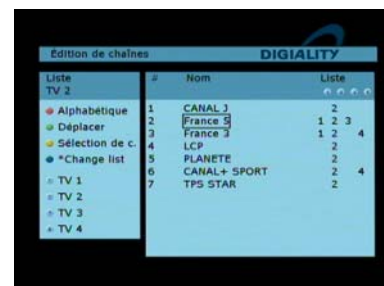 Édition de chaînes
DIGIALITY
Liste
TV 2
Alphabétique
Déplacer
Sélection de c.
*Change list
TV 1
TV 2
TV 3
TV 4
# Nom Liste
1 CANAL J 2
2 France 5 1 2 3
3 France 3 1 2 4
4 LCP 2
5 PLANETE 2
6 CANAL+ SPORT 2 4
7 TPS STAR 2